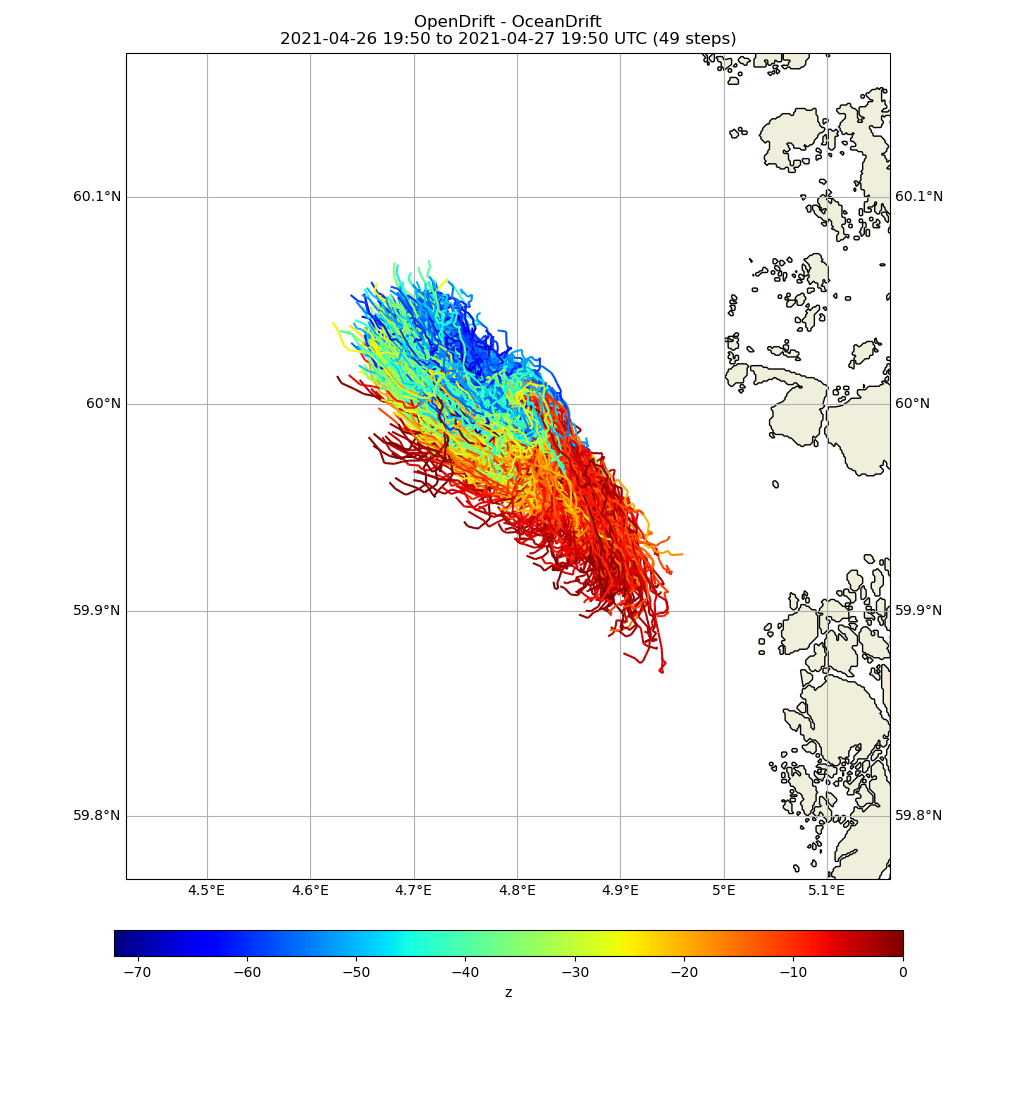 OpenDrift - OceanDrift
2021-04-26 19:50 to 2021-04-27 19:50 UTC (49 steps)
60.1°N 60.1°N
60°N 60°N
59.9°N 59.9°N
59.8°N 59.8°N
4.5°E 4.6°E 4.7°E 4.8°E 4.9°E 5°E 5.1°E
−70 −60 −50 −40 −30 −20 −10 0
z